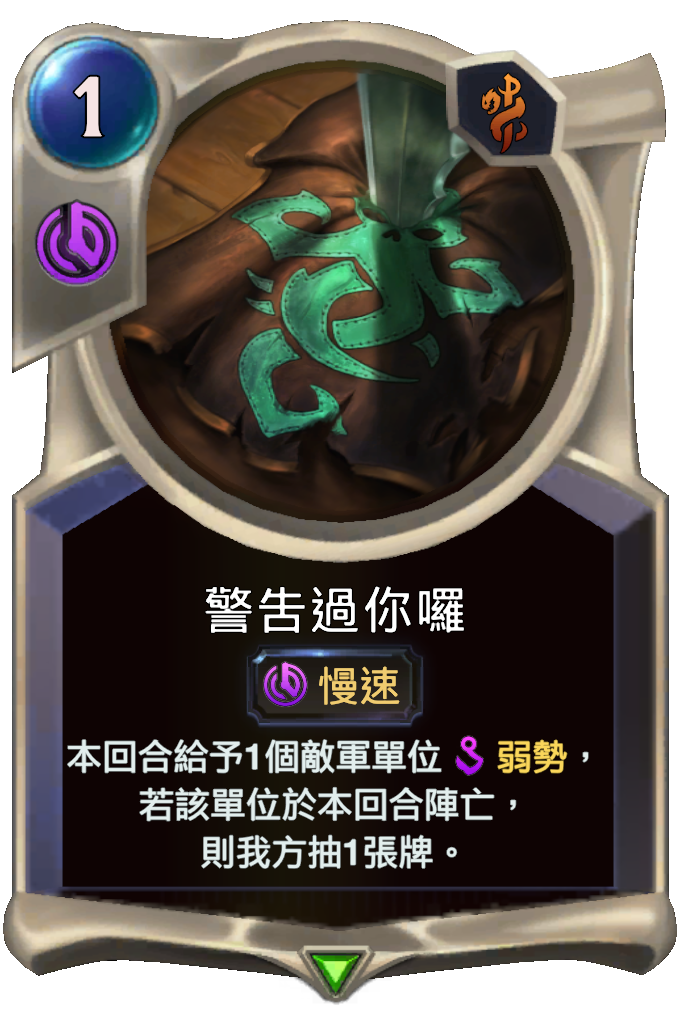 1
警告過你囉
慢速
本回合給予1個敵軍單位 弱勢，
若該單位於本回合陣亡，
則我方抽1張牌。